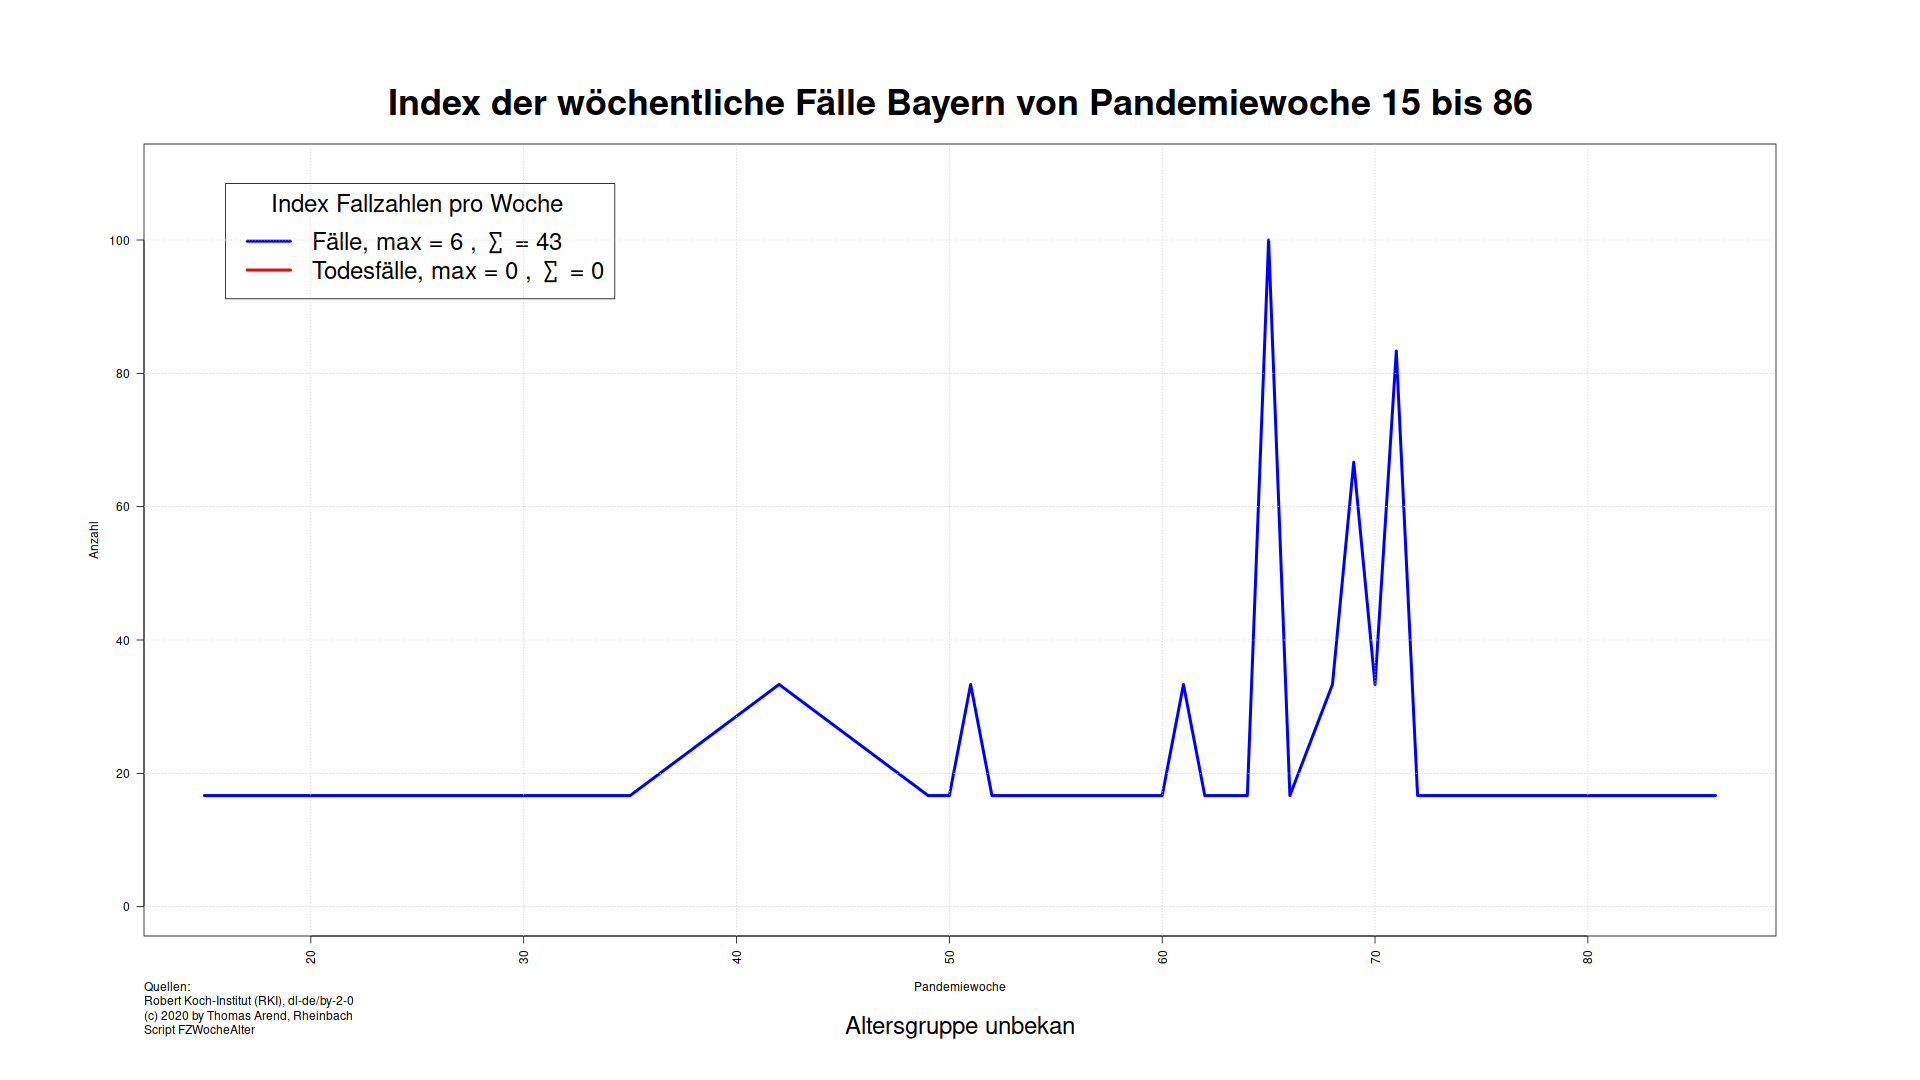 Index der wöchentliche Fälle Bayern von Pandemiewoche 15 bis 86
Index Fallzahlen pro Woche
Fälle, max = 6 , ∑ = 43
Todesfälle, max = 0 , ∑ = 0
100
80
60
40
20
0
Anzahl
20 30 40 50 60 70 80
Pandemiewoche
Quellen:
Robert Koch-Institut (RKI), dl-de/by-2-0
(c) 2020 by Thomas Arend, Rheinbach
Script FZWocheAlter
Altersgruppe unbekan